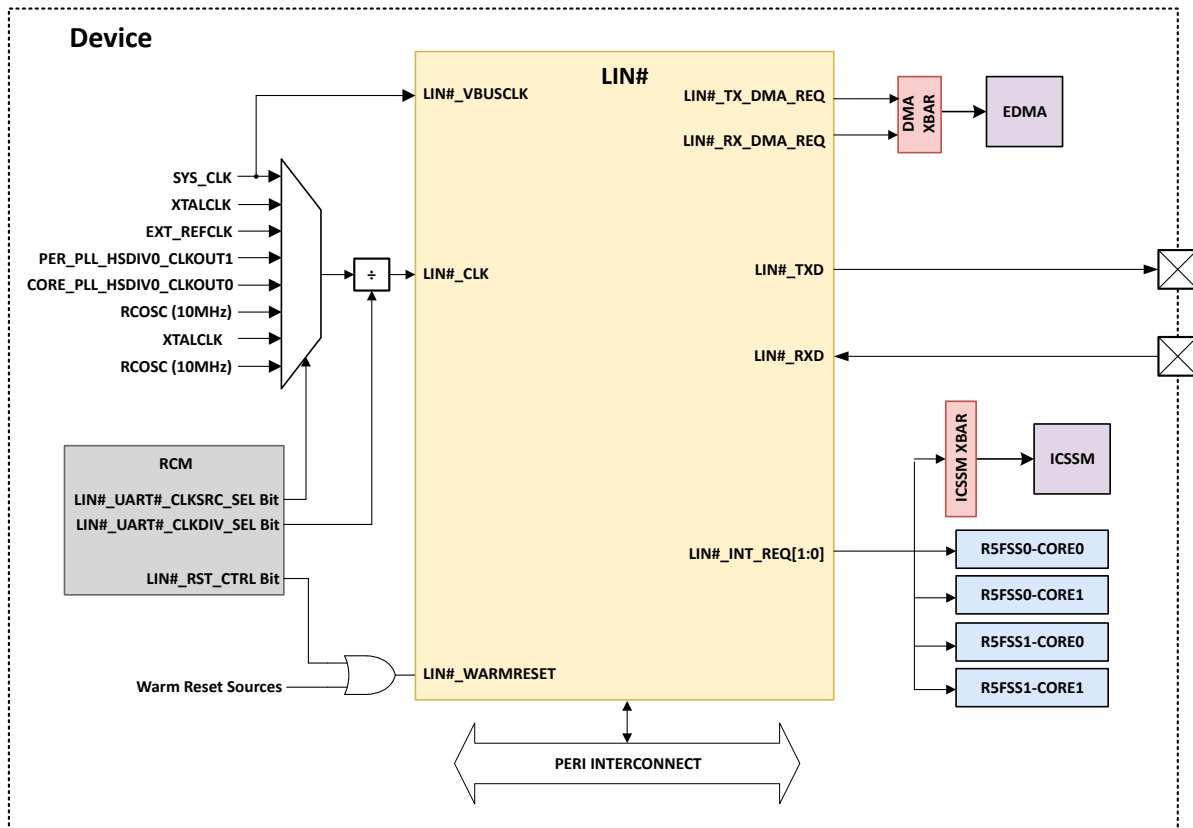 Device
LIN#
LIN#_VBUSCLK
LIN#_TX_DMA_REQ
LIN#_RX_DMA_REQ
DMA
XBAR
EDMA
SYS_CLK
XTALCLK
EXT_REFCLK
PER_PLL_HSDIV0_CLKOUT1
CORE_PLL_HSDIV0_CLKOUT0
RCOSC (10MHz)
XTALCLK
RCOSC (10MHz)
÷
LIN#_CLK
LIN#_TXD
LIN#_RXD
RCM
LIN#_UART#_CLKSRC_SEL Bit
LIN#_UART#_CLKDIV_SEL Bit
LIN#_RST_CTRL Bit
Warm Reset Sources
LIN#_WARMRESET
LIN#_INT_REQ[1:0]
ICSSM XBAR
ICSSM
R5FSS0-CORE0
R5FSS0-CORE1
R5FSS1-CORE0
R5FSS1-CORE1
PERI INTERCONNECT